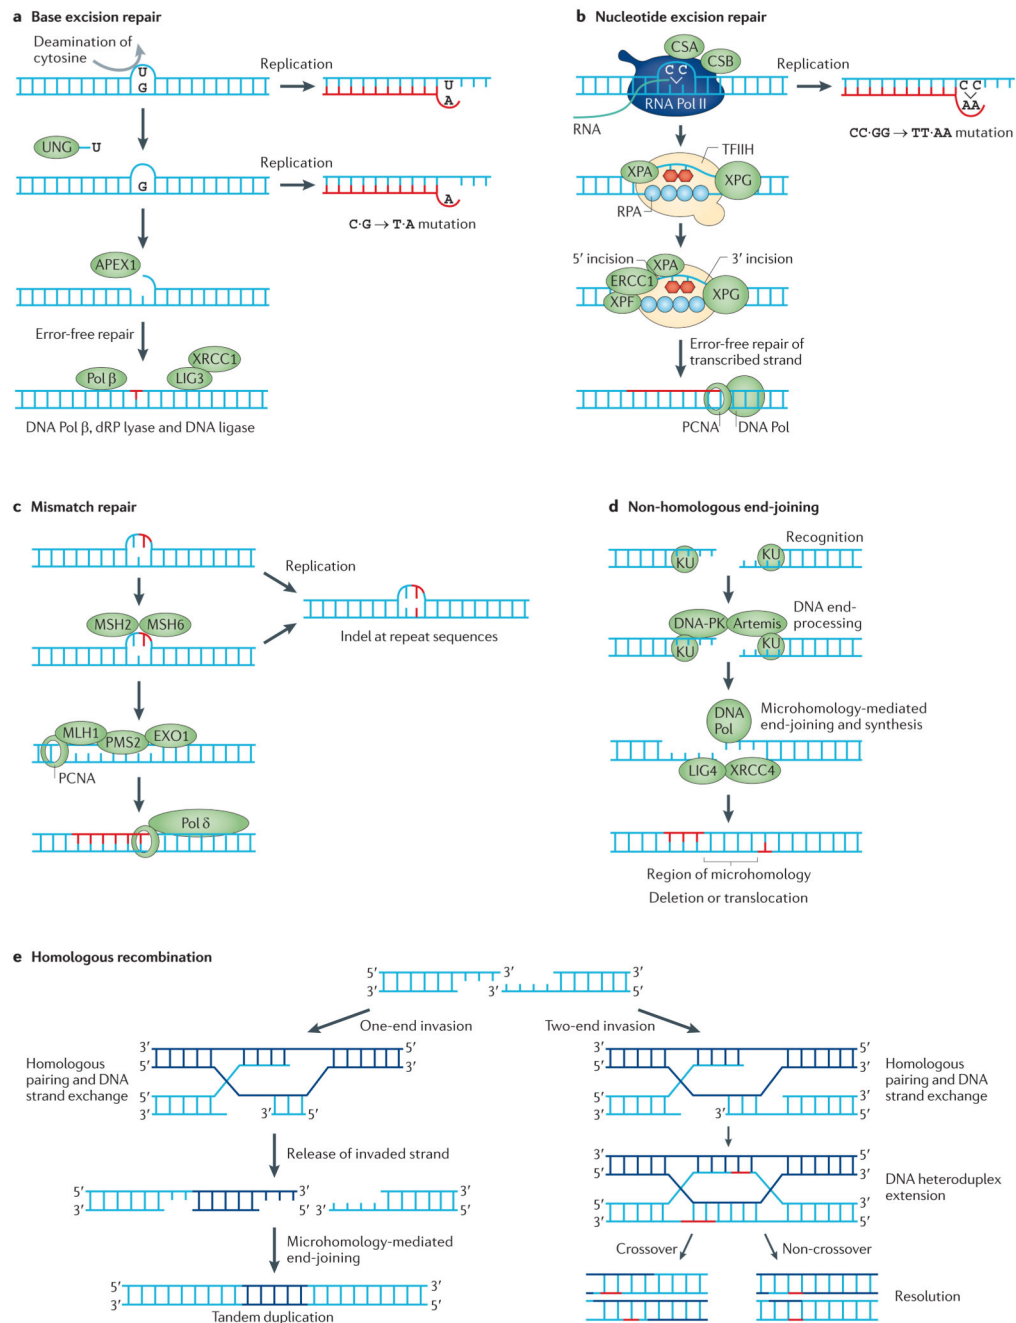 a Base excision repair
Deamination of
cytosine
U
G
Replication
U
A
UNG
U
G
Replication
A
C·G → T·A mutation
APEX1
Error-free repair
XRCC1
Pol β
LIG3
DNA Pol β, dRP lyase and DNA ligase
b Nucleotide excision repair
CSA
CSB
C C
RNA Pol II
RNA
Replication
C C
AA
CC·GG → TT·AA mutation
TFIIH
XPA
XPG
RPA
5′ incision
XPA
3′ incision
ERCC1
XPF
XPG
Error-free repair of
transcribed strand
PCNA
DNA Pol
c Mismatch repair
Replication
MSH2
MSH6
Indel at repeat sequences
MLH1
PMS2
EXO1
PCNA
Pol δ
d Non-homologous end-joining
Recognition
KU
KU
DNA-PK
Artemis
DNA end-
processing
KU
KU
DNA
Pol
Microhomology-mediated
end-joining and synthesis
LIG4
XRCC4
Region of microhomology
Deletion or translocation
e Homologous recombination
5′
3′
3′
3′
3′
5′
One-end invasion
Two-end invasion
3′
5′
5′
3′
Homologous
pairing and DNA
strand exchange
5′
3′
3′
5′
Release of invaded strand
5′
3′
3′
5′
3′
3′
5′
Microhomology-mediated
end-joining
5′
3′
3′
5′
Tandem duplication
3′
5′
5′
3′
Homologous
pairing and DNA
strand exchange
5′
3′
3′
3′
5′
3′
5′
5′
3′
DNA heteroduplex
extension
5′
3′
3′
5′
Crossover
Non-crossover
Resolution